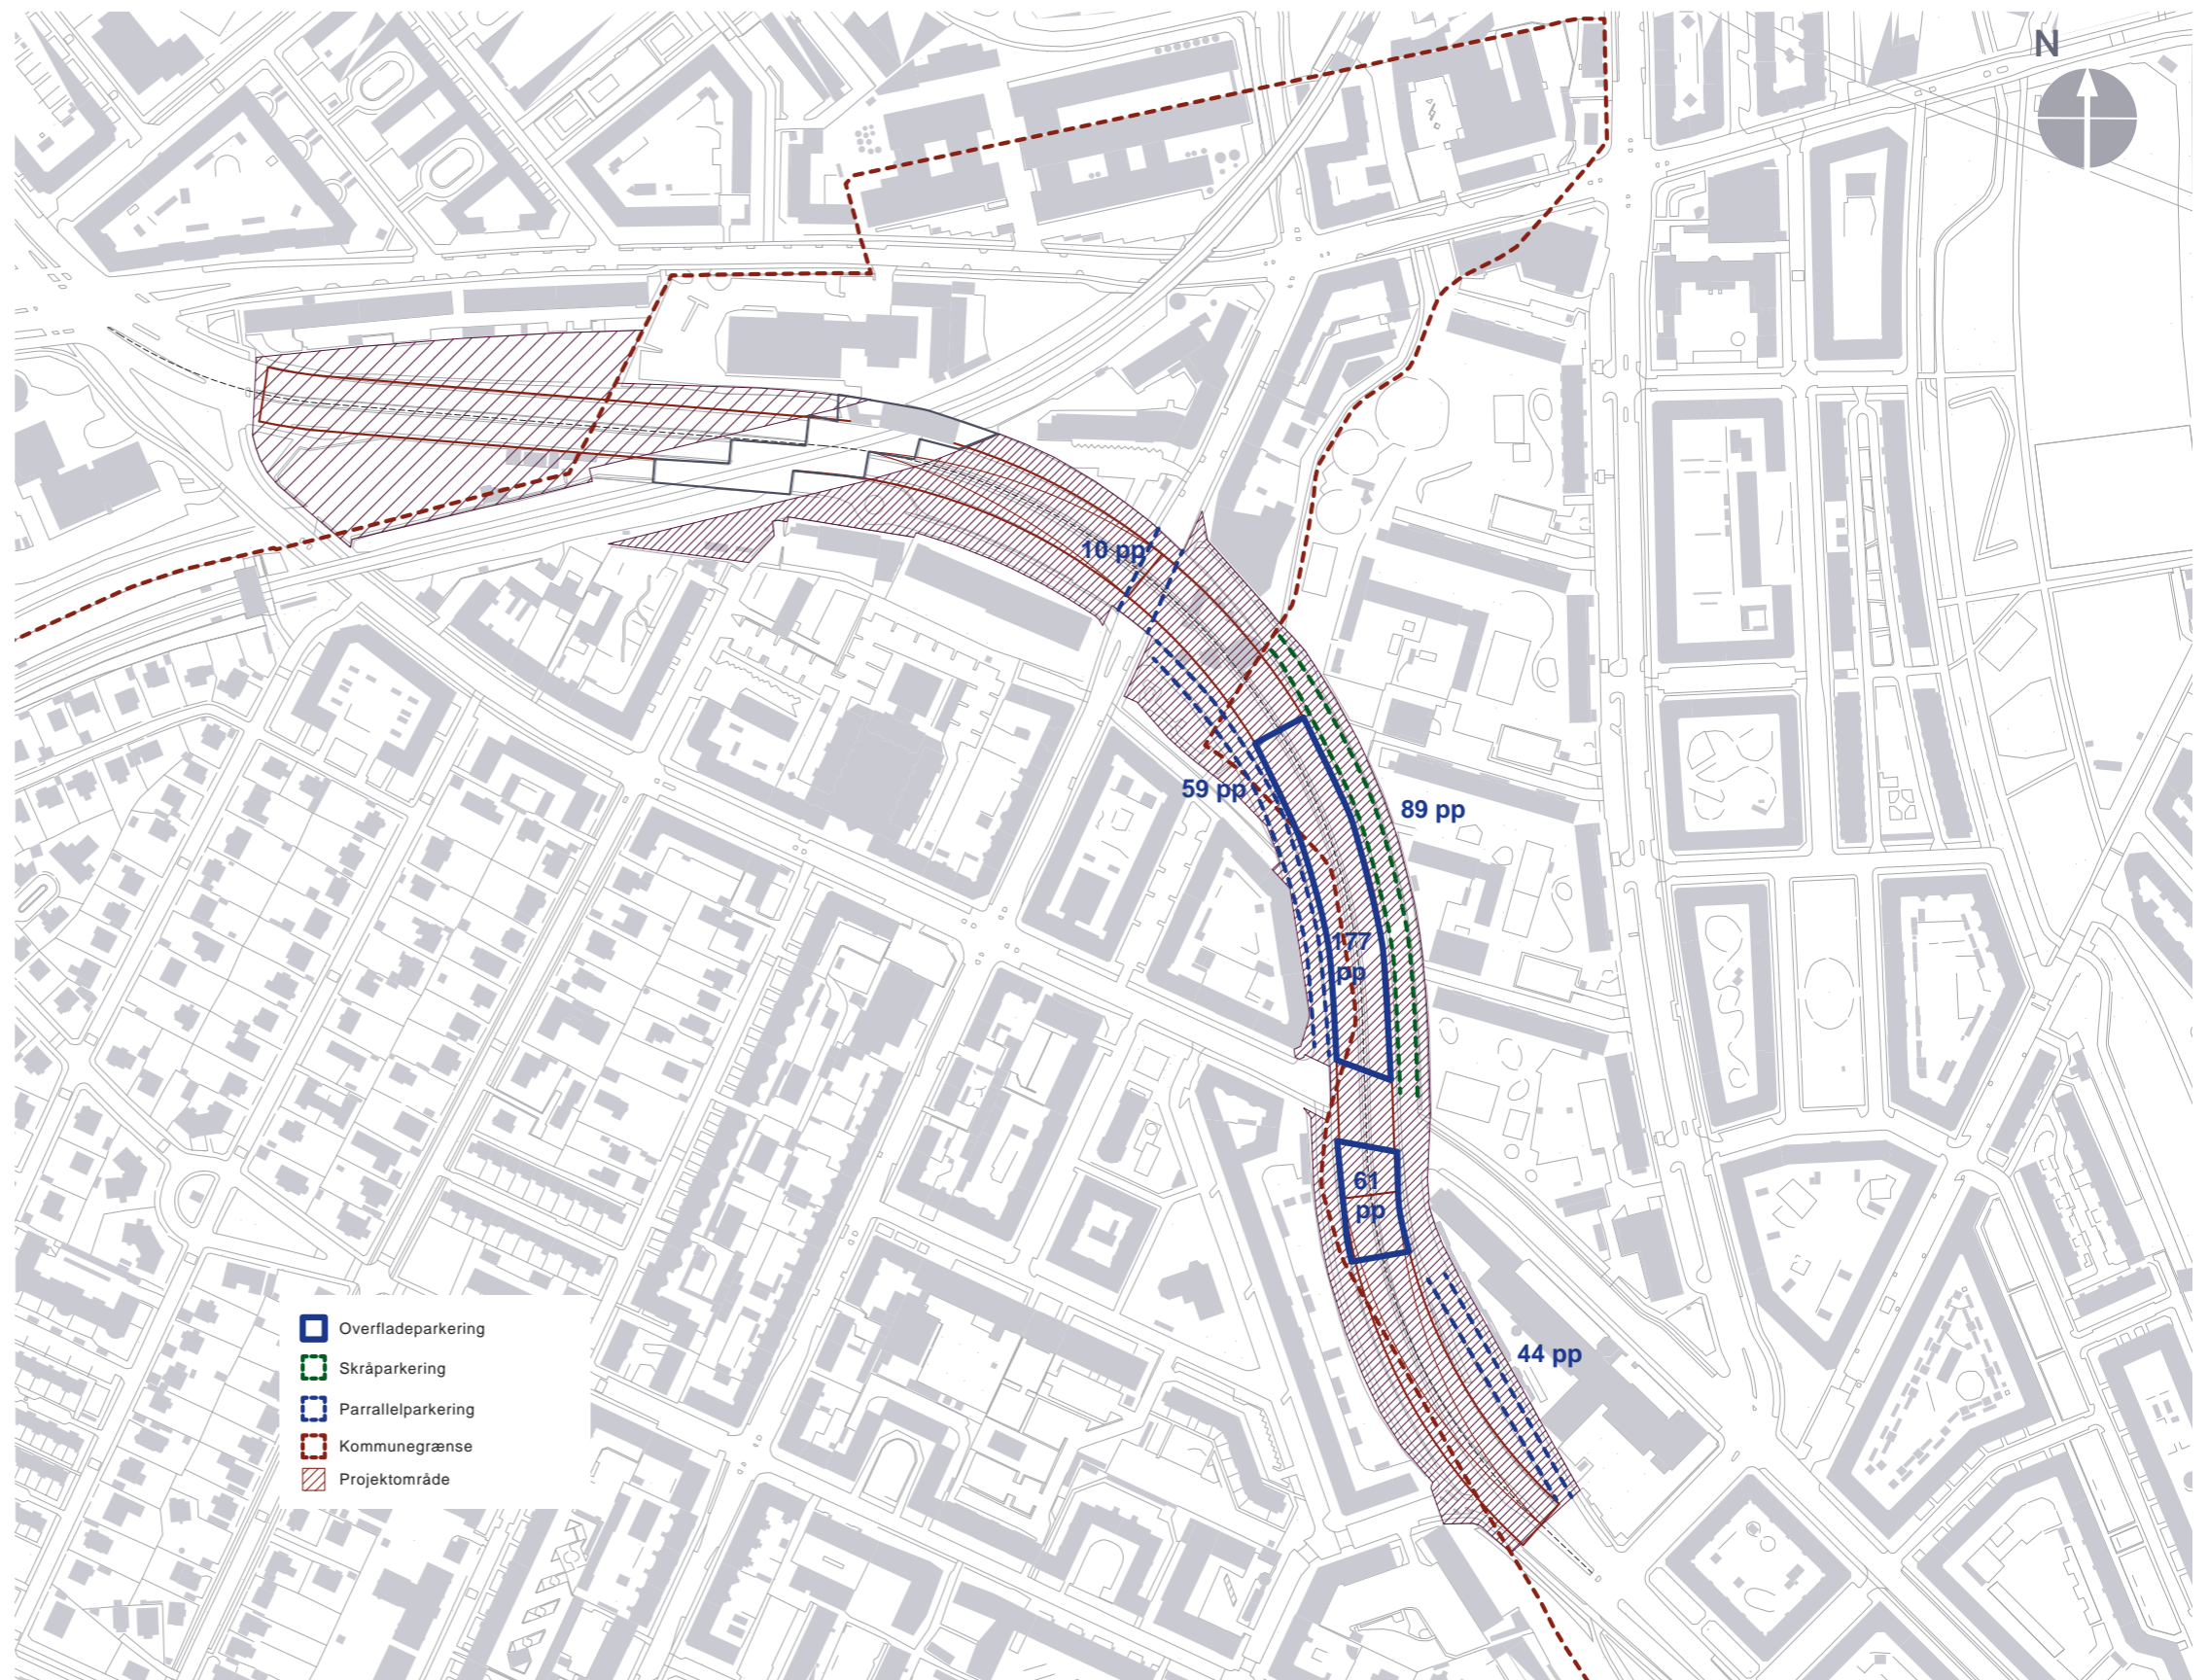 N
10 pp
59 pp
89 pp
177
pp
61
pp
44 pp
Overfladeparkering
Skråparkering
Parrallelparkering
Kommunegrænse
Projektområde